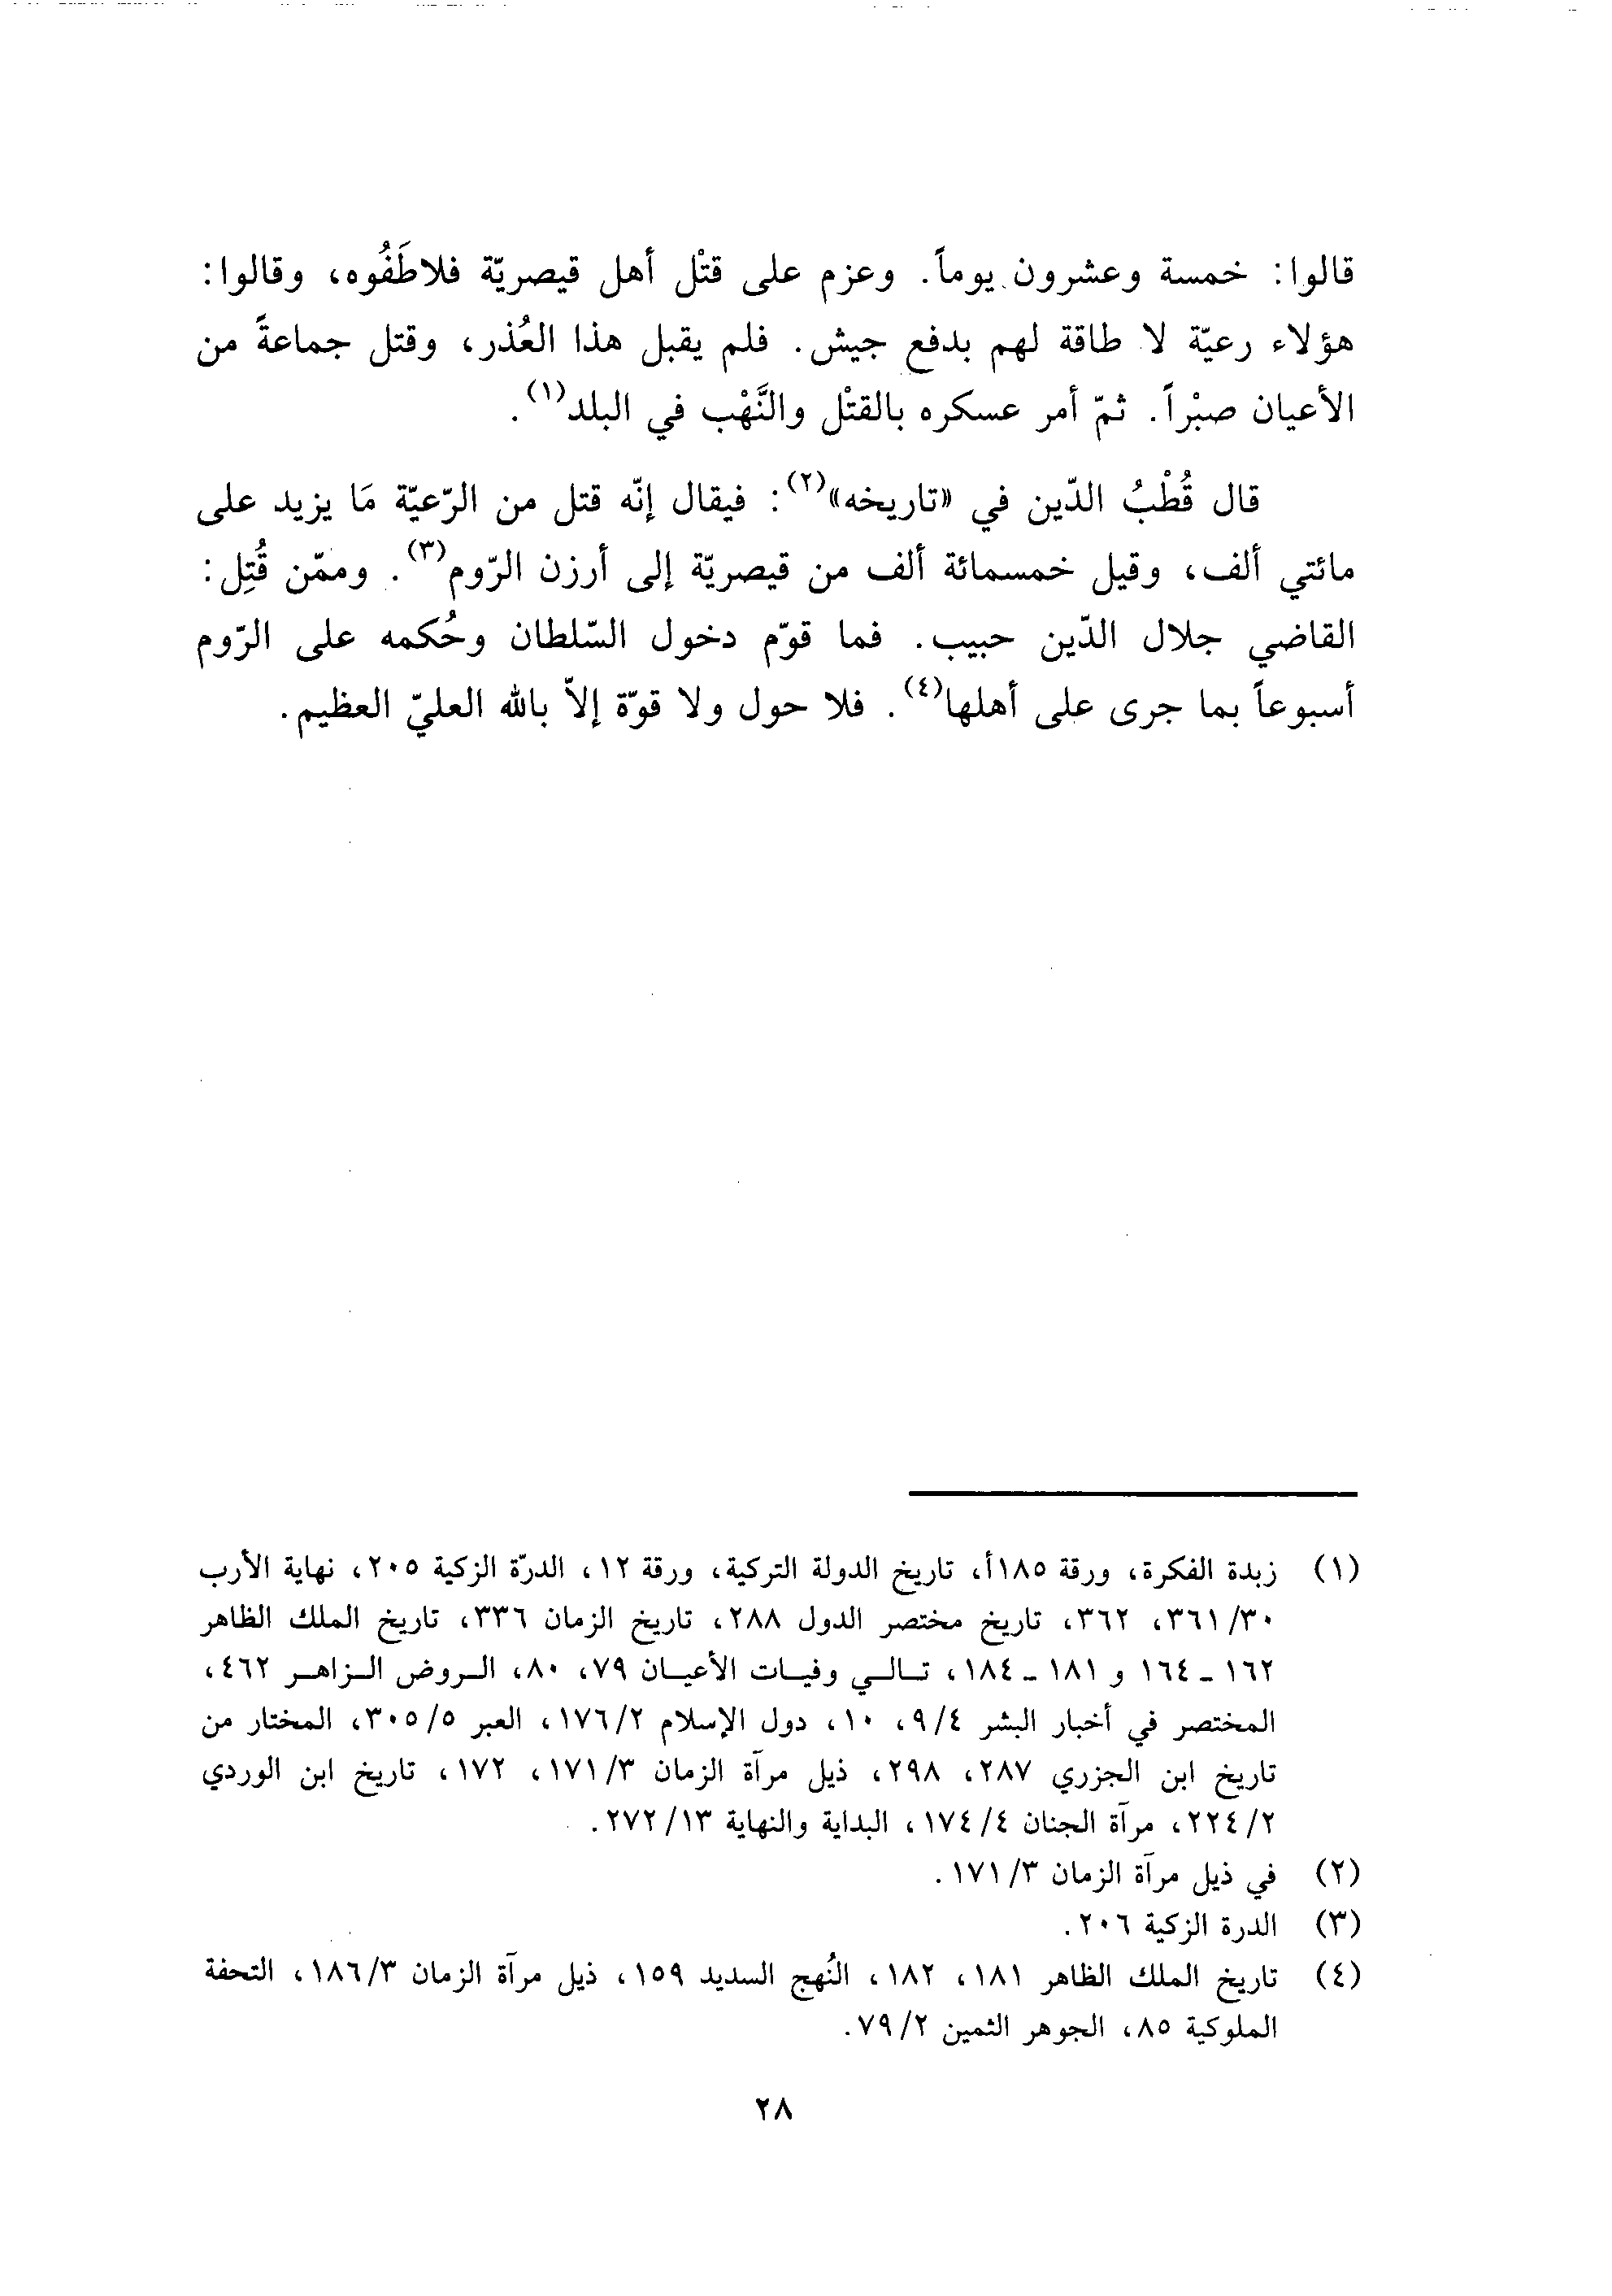 قالوا: خمسة وعشرون يوماً. وعزم على قتْل أهل قيصريّة فلاطَفُوه، وقالوا:
هؤلاء رعيّة لا طاقة لهم بدفع جيش. فلم يقبل هذا العُذر، وقتل جماعةً من
الأعيان صبْراً. ثمّ أمر عسكره بالقتْل والنَّهْب في البلد(١).
قال قُطْبُ الدّين في «تاريخه»(٢): فيقال إنّه قتل من الرّعيّة مَا يزيد على
مائتي ألف، وقيل خمسمائة ألف من قيصريّة إلى أرزن الرّوم(٣). وممّن قُتِل:
القاضي جلال الدّين حبيب. فما قوّم دخول السّلطان وحُكمه على الرّوم
أسبوعاً بما جرى على أهلها(٤). فلا حول ولا قوّة إلاّ بالله العليّ العظيم.
(١) زبدة الفكرة، ورقة ١٨٥أ، تاريخ الدولة التركية، ورقة ١٢، الدرّة الزكية ٢٠٥، نهاية الأرب
٣٦١/٣٠، ٣٦٢، تاريخ مختصر الدول ٢٨٨، تاريخ الزمان ٣٣٦، تاريخ الملك الظاهر
١٦٢ - ١٦٤ و ١٨١ - ١٨٤، تالي وفيات الأعيان ٧٩، ٨٠، الروض الزاهر ٤٦٢،
المختصر في أخبار البشر ٩/٤، ١٠، دول الإسلام ١٧٦/٢، العبر ٣٠٥/٥، المختار من
تاريخ ابن الجزري ٢٨٧، ٢٩٨، ذيل مرآة الزمان ١٧١/٣، ١٧٢، تاريخ ابن الوردي
٢٢٤/٢، مرآة الجنان ١٧٤/٤، البداية والنهاية ٢٧٢/١٣.
(٢) في ذيل مرآة الزمان ١٧١/٣.
(٣) الدرة الزكية ٢٠٦.
(٤) تاريخ الملك الظاهر ١٨١، ١٨٢، النُهج السديد ١٥٩، ذيل مرآة الزمان ١٨٦/٣، التحفة
الملوكية ٨٥، الجوهر الثمين ٧٩/٢.
٢٨